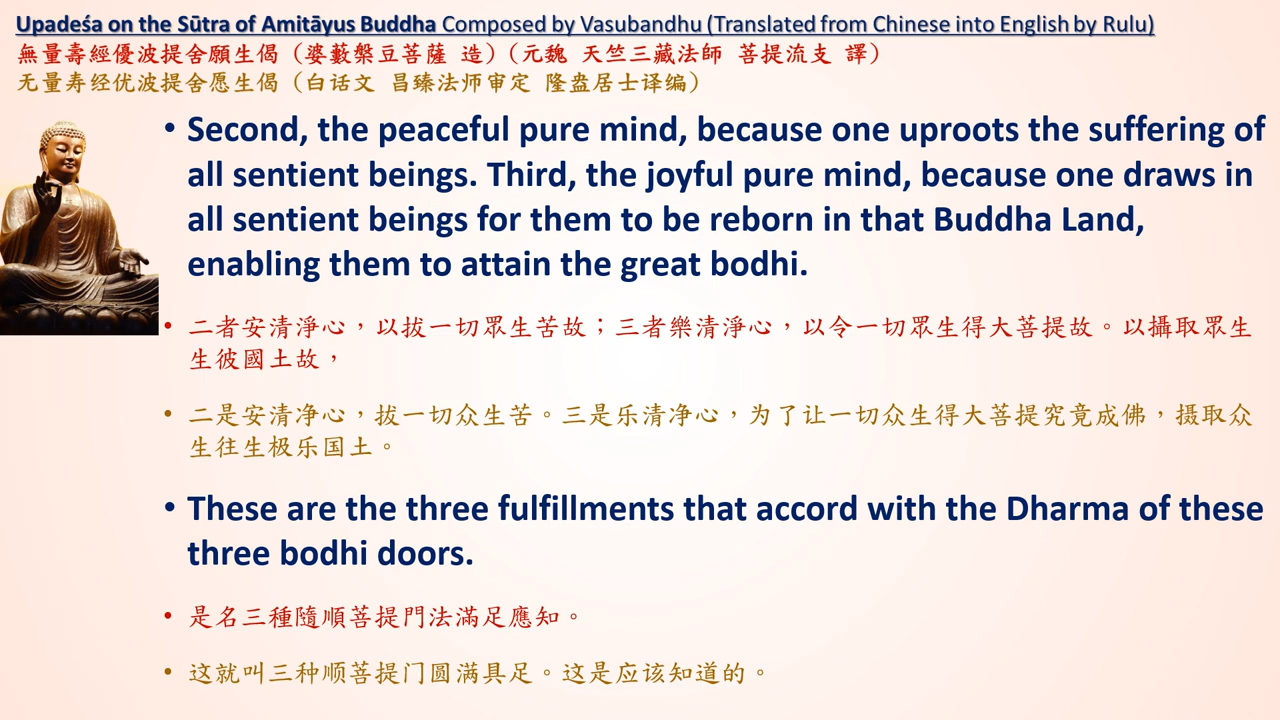 Upadeśa on the Sūtra of Amitāyus Buddha Composed by Vasubandhu (Translated from Chinese into English by Rulu)
無量壽經優波提舍願生偈（婆藪槃豆菩薩 造）（元魏 天竺三藏法師 菩提流支 譯）
无量寿经优波提舍愿生偈（白话文 昌臻法师审定 隆盎居士译编）
• Second, the peaceful pure mind, because one uproots the suffering of
all sentient beings. Third, the joyful pure mind, because one draws in
all sentient beings for them to be reborn in that Buddha Land,
enabling them to attain the great bodhi.
• 二者安清淨心，以拔一切眾生苦故；三者樂清淨心，以令一切眾生得大菩提故。以攝取眾生
生彼國土故，
• 二是安清净心，拔一切众生苦。三是乐清净心，为了让一切众生得大菩提究竟成佛，摄取众
生往生极乐国土。
• These are the three fulfillments that accord with the Dharma of these
three bodhi doors.
• 是名三種隨順菩提門法滿足應知。
• 这就叫三种顺菩提门圆满具足。这是应该知道的。